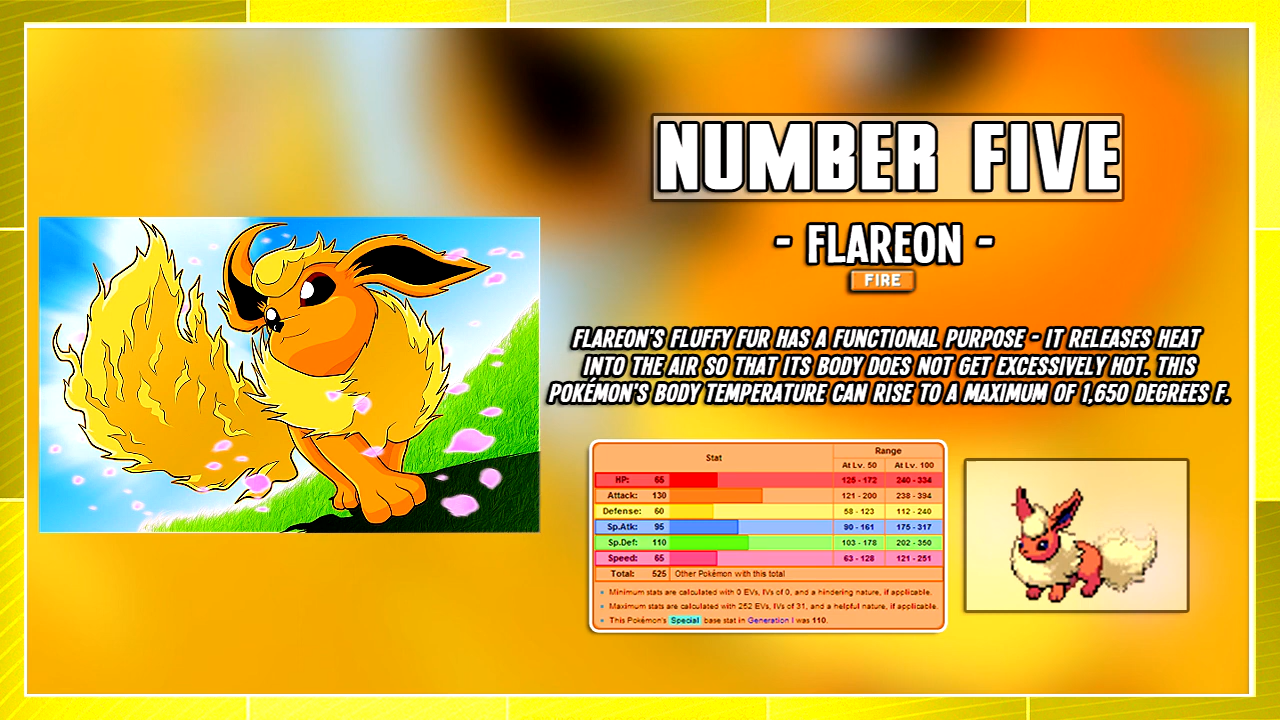 NUMBER FIVE
- FLAREON -
FIRE
FLAREON'S FLUFFY FUR HAS A FUNCTIONAL PURPOSE - IT RELEASES HEAT
INTO THE AIR SO THAT ITS BODY DOES NOT GET EXCESSIVELY HOT. THIS
POKÉMON'S BODY TEMPERATURE CAN RISE TO A MAXIMUM OF 1,650 DEGREES F.
Stat Range
At Lv. 50 At Lv. 100
HP: 65 125 - 172 240 - 334
Attack: 130 121 - 200 238 - 394
Defense: 60 58 - 123 112 - 240
Sp.Atk: 95 90 - 161 175 - 317
Sp.Def: 110 103 - 178 202 - 350
Speed: 65 63 - 128 121 - 251
Total: 525 Other Pokémon with this total
• Minimum stats are calculated with 0 EVs, IVs of 0, and a hindering nature, if applicable.
• Maximum stats are calculated with 252 EVs, IVs of 31, and a helpful nature, if applicable.
• This Pokémon's Special base stat in Generation I was 110.